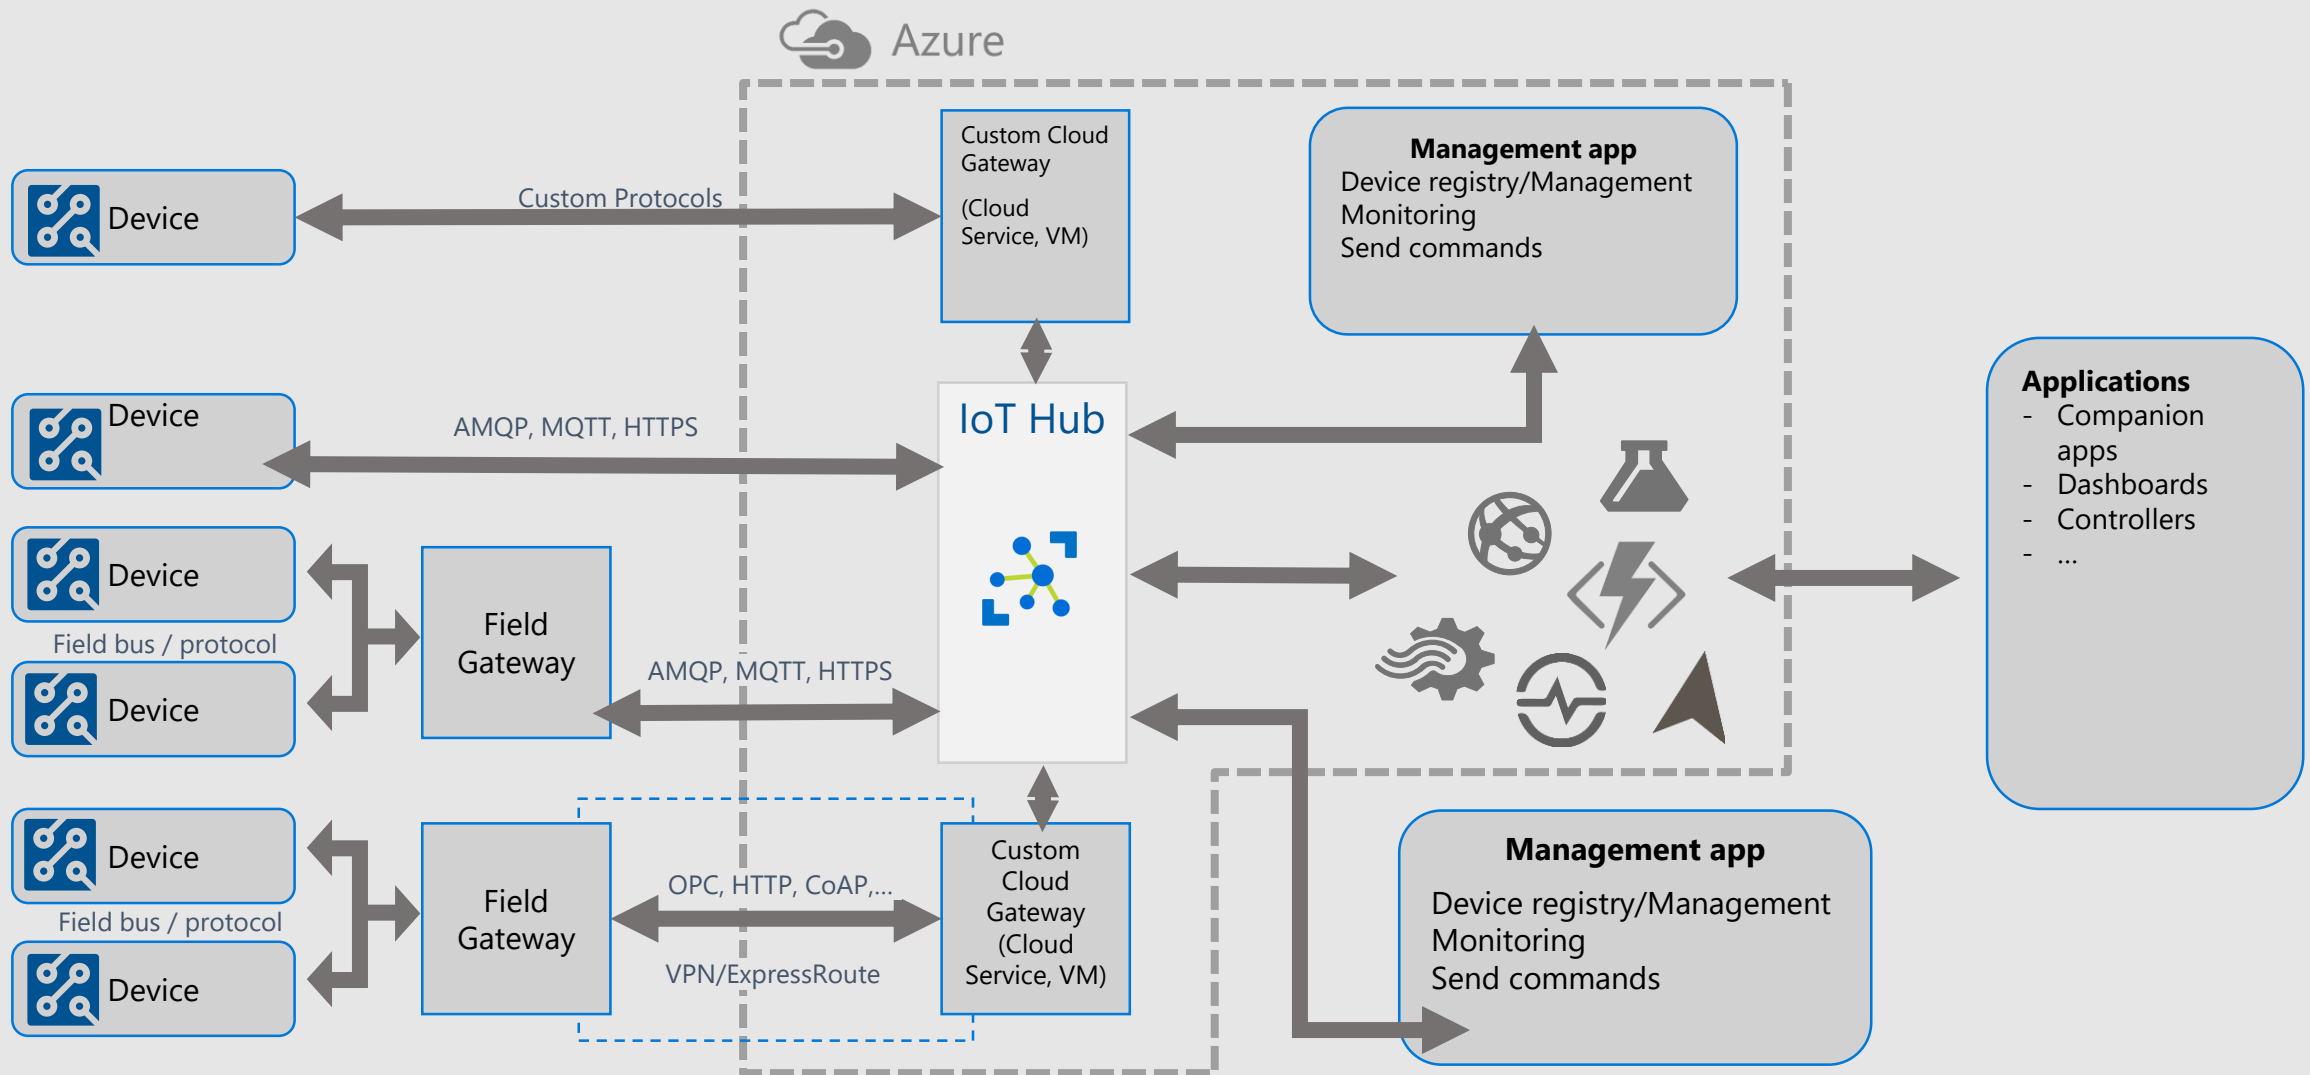 Azure
Custom Cloud
Gateway
(Cloud
Service, VM)
Management app
Device registry/Management
Monitoring
Send commands
Device
Custom Protocols
Device
AMQP, MQTT, HTTPS
IoT Hub
Applications
- Companion
apps
- Dashboards
- Controllers
- ...
Device
Field bus / protocol
Device
Field
Gateway
AMQP, MQTT, HTTPS
Device
Field bus / protocol
Device
Field
Gateway
OPC, HTTP, CoAP,...
VPN/ExpressRoute
Custom
Cloud
Gateway
(Cloud
Service, VM)
Management app
Device registry/Management
Monitoring
Send commands